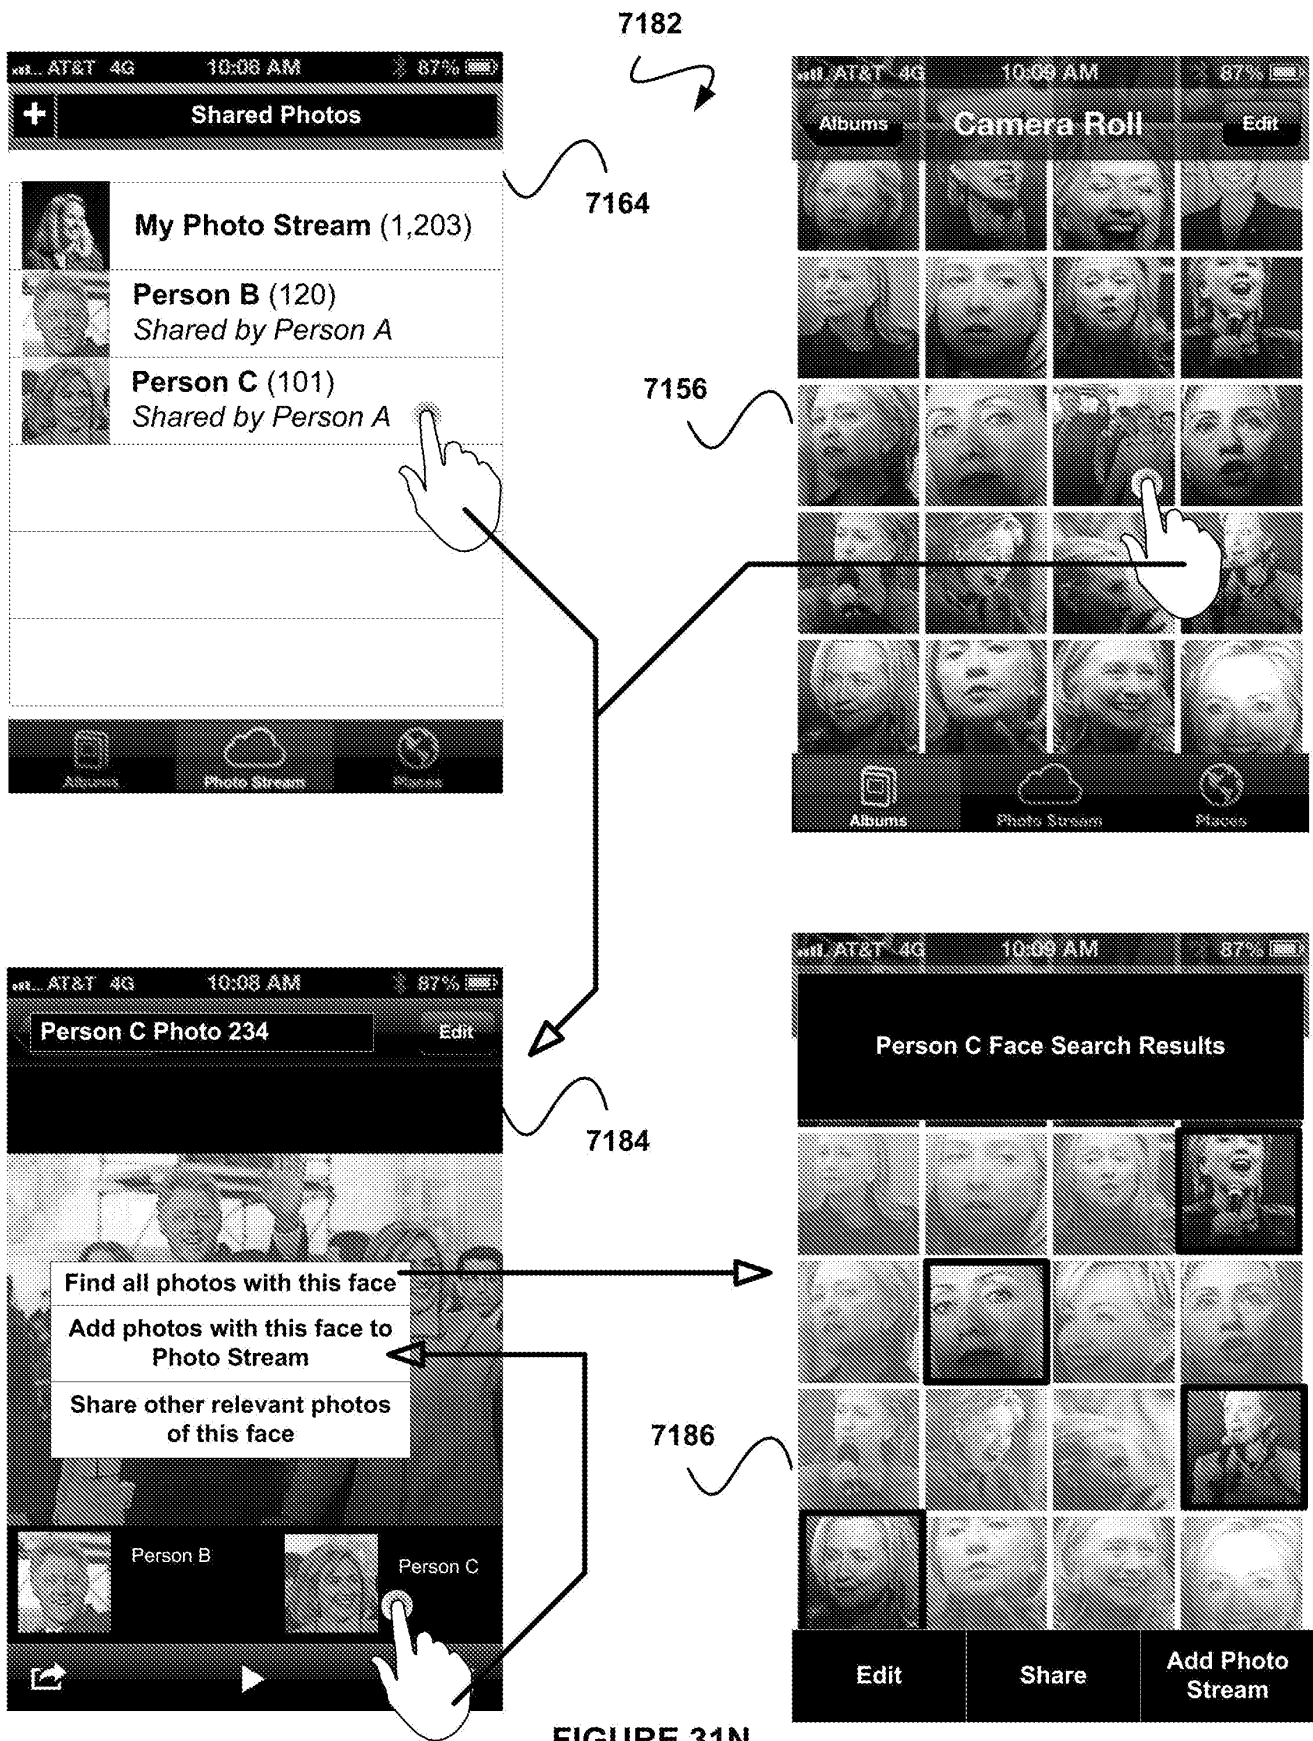 7182
AT&T 4G 10:08 AM 87%
Shared Photos
7164
My Photo Stream (1,203)
Person B (120)
Shared by Person A
Person C (101)
Shared by Person A
Albums Photo Stream Places
AT&T 4G 10:09 AM 87%
Albums Camera Roll Edit
7156
Albums Photo Stream Places
AT&T 4G 10:08 AM 87%
Person C Photo 234 Edit
7184
Find all photos with this face
Add photos with this face to
Photo Stream
Share other relevant photos
of this face
Person B
Person C
AT&T 4G 10:09 AM 87%
Person C Face Search Results
7186
Edit Share Add Photo
Stream
FIGURE 31N